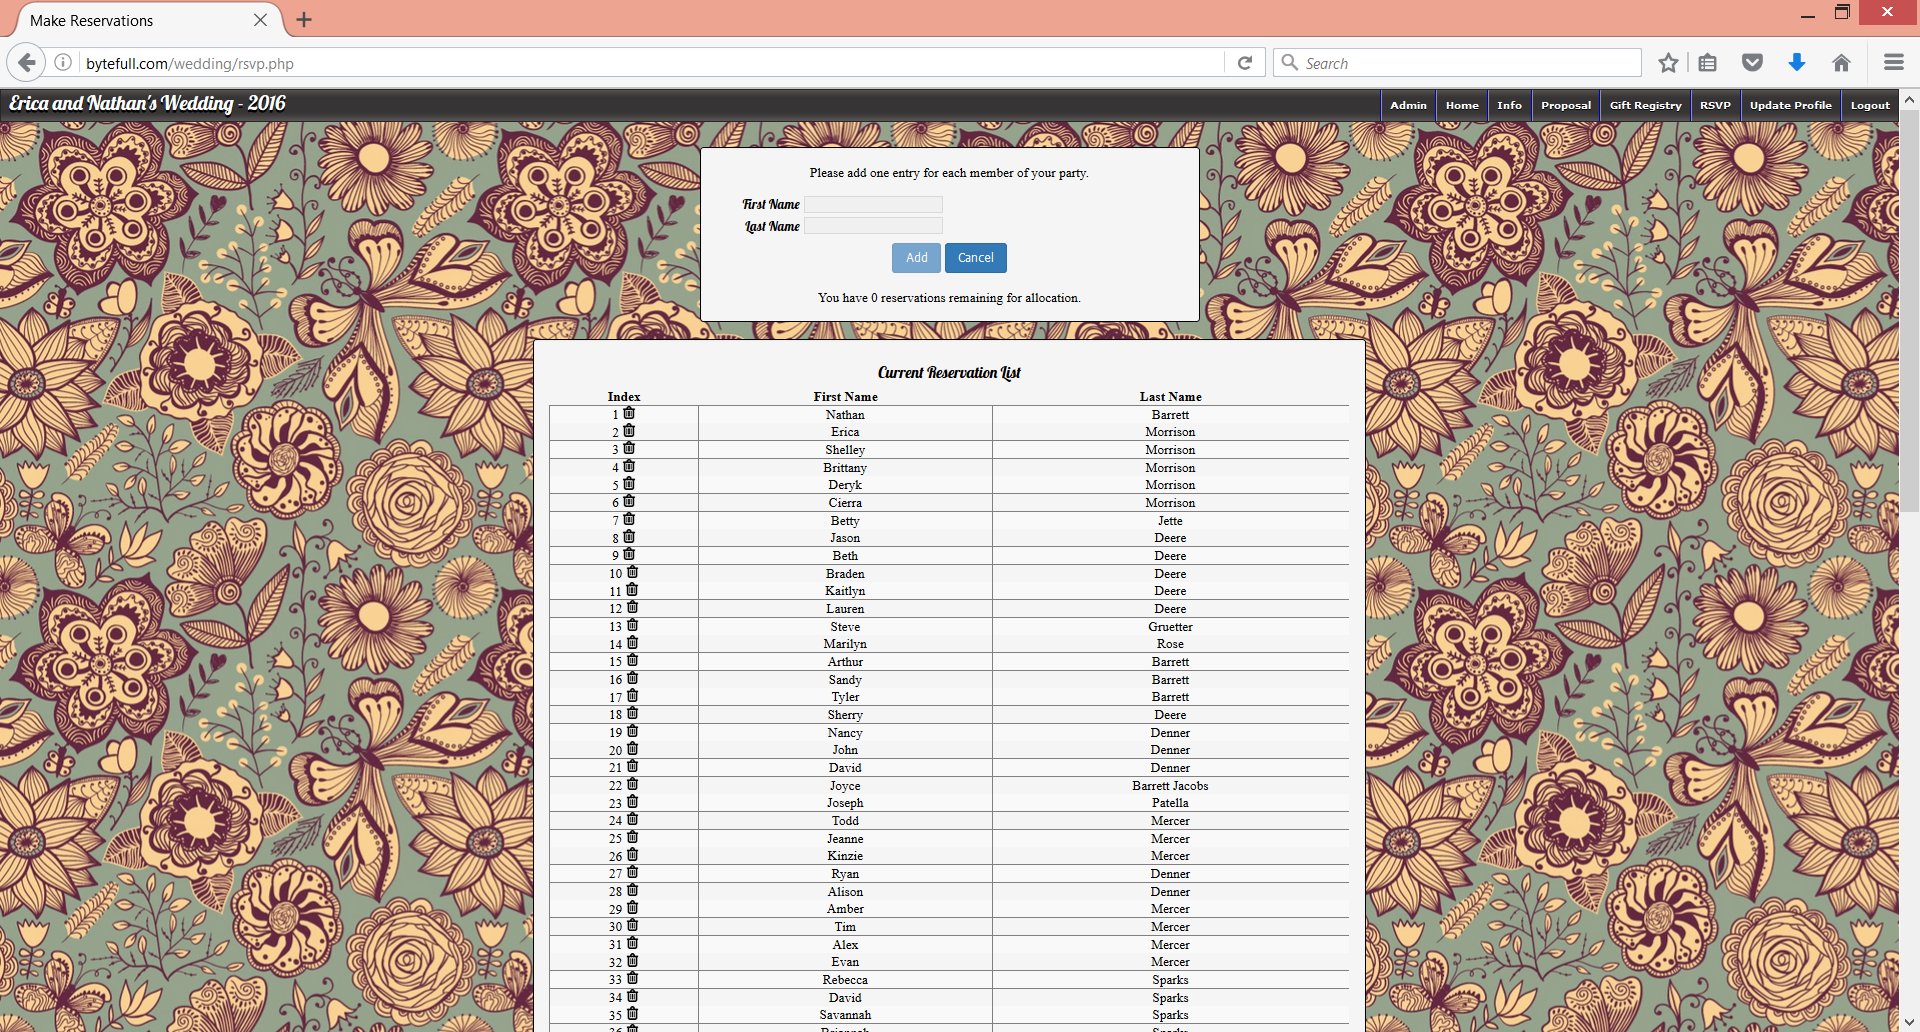 Make Reservations
bytefull.com/wedding/rsvp.php
Search
Erica and Nathan's Wedding - 2016
Admin Home Info Proposal Gift Registry RSVP Update Profile Logout
Please add one entry for each member of your party.
First Name
Last Name
Add Cancel
You have 0 reservations remaining for allocation.
Current Reservation List
Index First Name Last Name
1 Nathan Barrett
2 Erica Morrison
3 Shelley Morrison
4 Brittany Morrison
5 Deryk Morrison
6 Cierra Morrison
7 Betty Jette
8 Jason Deere
9 Beth Deere
10 Braden Deere
11 Kaitlyn Deere
12 Lauren Deere
13 Steve Gruetter
14 Marilyn Rose
15 Arthur Barrett
16 Sandy Barrett
17 Tyler Barrett
18 Sherry Deere
19 Nancy Denner
20 John Denner
21 David Denner
22 Joyce Barrett Jacobs
23 Joseph Patella
24 Todd Mercer
25 Jeanne Mercer
26 Kinzie Mercer
27 Ryan Denner
28 Alison Denner
29 Amber Mercer
30 Tim Mercer
31 Alex Mercer
32 Evan Mercer
33 Rebecca Sparks
34 David Sparks
35 Savannah Sparks